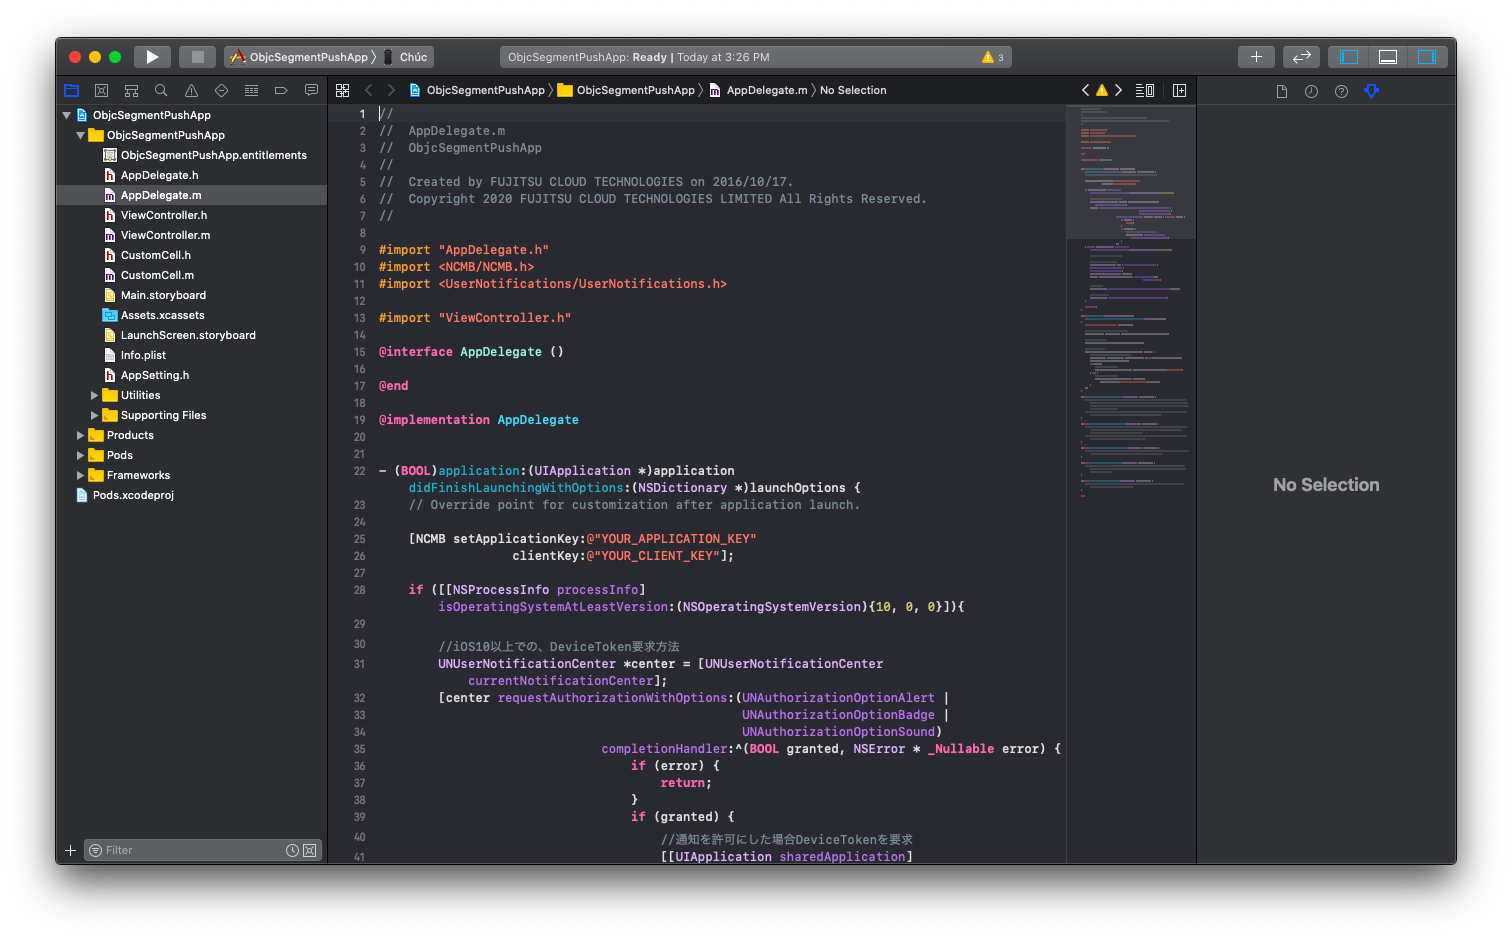 ObjcSegmentPushApp 〉 Chúc
ObjcSegmentPushApp: Ready | Today at 3:26 PM
3
ObjcSegmentPushApp 〉 ObjcSegmentPushApp 〉 AppDelegate.m 〉 No Selection
ObjcSegmentPushApp
ObjcSegmentPushApp
ObjcSegmentPushApp.entitlements
AppDelegate.h
AppDelegate.m
ViewController.h
ViewController.m
CustomCell.h
CustomCell.m
Main.storyboard
Assets.xcassets
LaunchScreen.storyboard
Info.plist
AppSetting.h
Utilities
Supporting Files
Products
Pods
Frameworks
Pods.xcodeproj
Filter
1 //
2 //  AppDelegate.m
3 //  ObjcSegmentPushApp
4 //
5 //  Created by FUJITSU CLOUD TECHNOLOGIES on 2016/10/17.
6 //  Copyright 2020 FUJITSU CLOUD TECHNOLOGIES LIMITED All Rights Reserved.
7 //
8
9 #import "AppDelegate.h"
10 #import <NCMB/NCMB.h>
11 #import <UserNotifications/UserNotifications.h>
12
13 #import "ViewController.h"
14
15 @interface AppDelegate ()
16
17 @end
18
19 @implementation AppDelegate
20
21
22 - (BOOL)application:(UIApplication *)application
didFinishLaunchingWithOptions:(NSDictionary *)launchOptions {
23     // Override point for customization after application launch.
24
25     [NCMB setApplicationKey:@"YOUR_APPLICATION_KEY"
26                   clientKey:@"YOUR_CLIENT_KEY"];
27
28     if ([[NSProcessInfo processInfo]
isOperatingSystemAtLeastVersion:(NSOperatingSystemVersion){10, 0, 0}]){
29
30         //iOS10以上での、DeviceToken要求方法
31         UNUserNotificationCenter *center = [UNUserNotificationCenter
currentNotificationCenter];
32         [center requestAuthorizationWithOptions:(UNAuthorizationOptionAlert |
33                                                  UNAuthorizationOptionBadge |
34                                                  UNAuthorizationOptionSound)
35                               completionHandler:^(BOOL granted, NSError * _Nullable error) {
36                                   if (error) {
37                                       return;
38                                   }
39                                   if (granted) {
40                                       //通知を許可にした場合DeviceTokenを要求
41                                       [[UIApplication sharedApplication]
No Selection